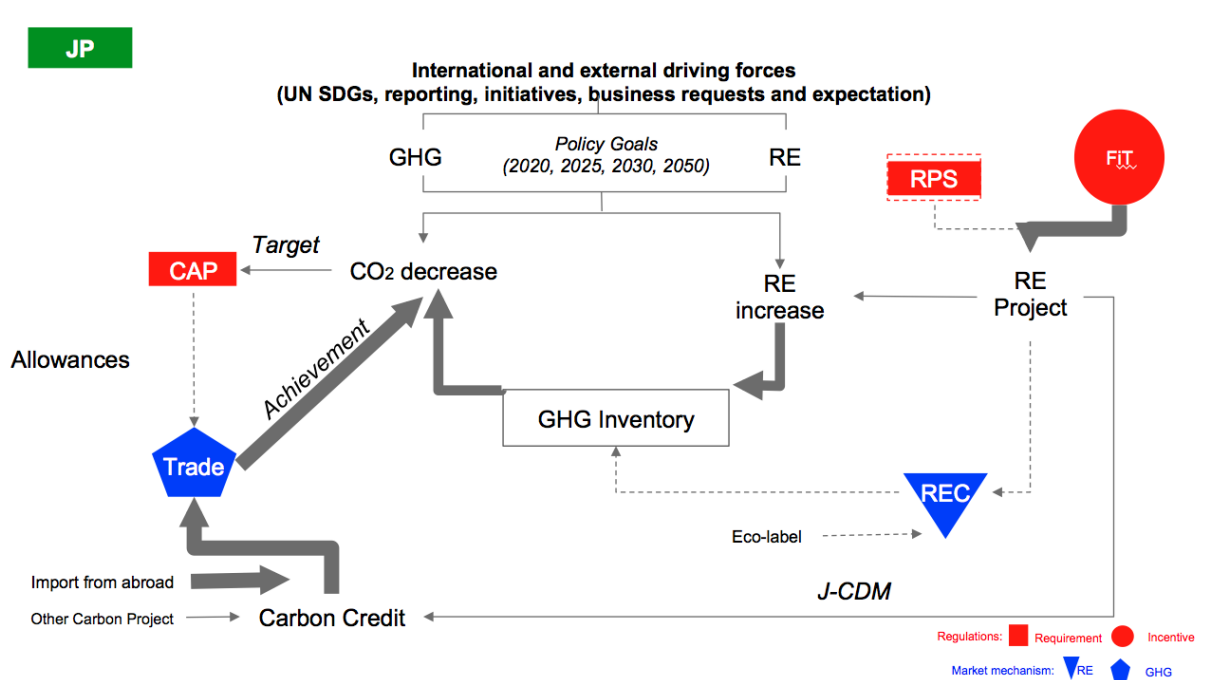 JP
International and external driving forces
(UN SDGs, reporting, initiatives, business requests and expectation)
GHG
Policy Goals
(2020, 2025, 2030, 2050)
RE
RPS
FiT
Target
CAP
CO2 decrease
RE
increase
RE
Project
Allowances
Achievement
GHG Inventory
Trade
REC
Eco-label
Import from abroad
J-CDM
Other Carbon Project
Carbon Credit
Regulations:
Requirement
Incentive
Market mechanism:
RE
GHG